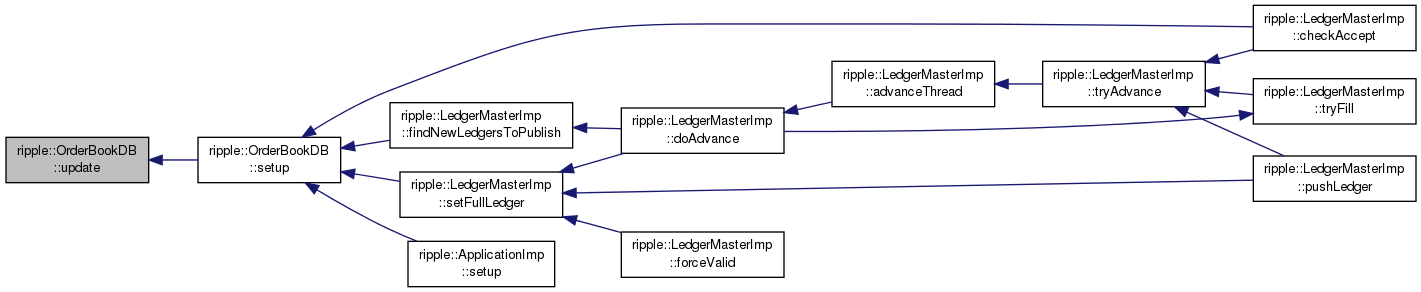 ripple::OrderBookDB
::update
ripple::OrderBookDB
::setup
ripple::LedgerMasterImp
::findNewLedgersToPublish
ripple::LedgerMasterImp
::setFullLedger
ripple::ApplicationImp
::setup
ripple::LedgerMasterImp
::doAdvance
ripple::LedgerMasterImp
::forceValid
ripple::LedgerMasterImp
::advanceThread
ripple::LedgerMasterImp
::tryAdvance
ripple::LedgerMasterImp
::checkAccept
ripple::LedgerMasterImp
::tryFill
ripple::LedgerMasterImp
::pushLedger